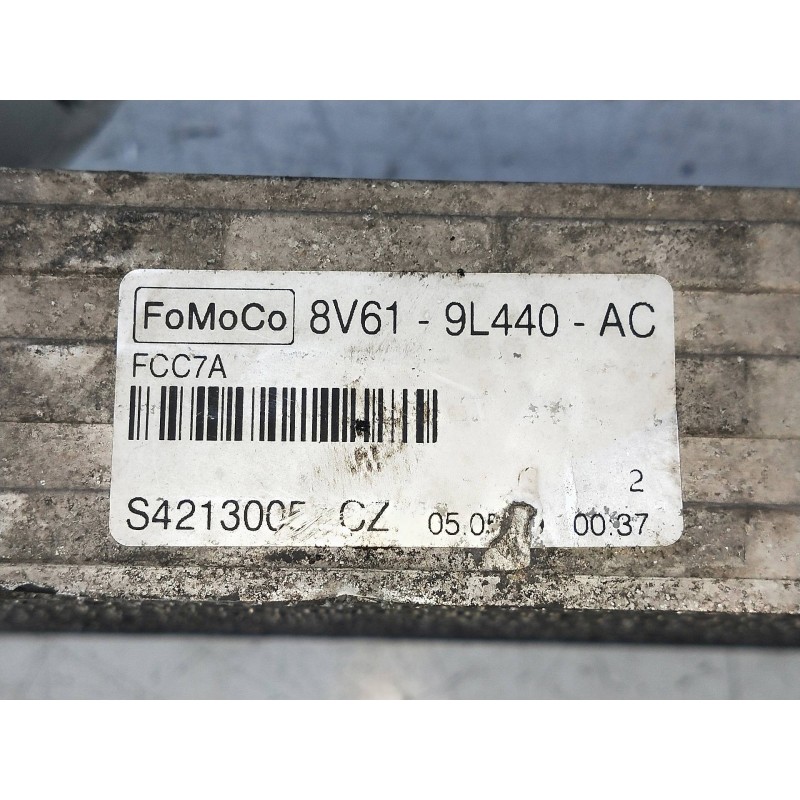 FoMoCo 8V61 - 9L440 - AC
FCC7A
2
CZ 00:37